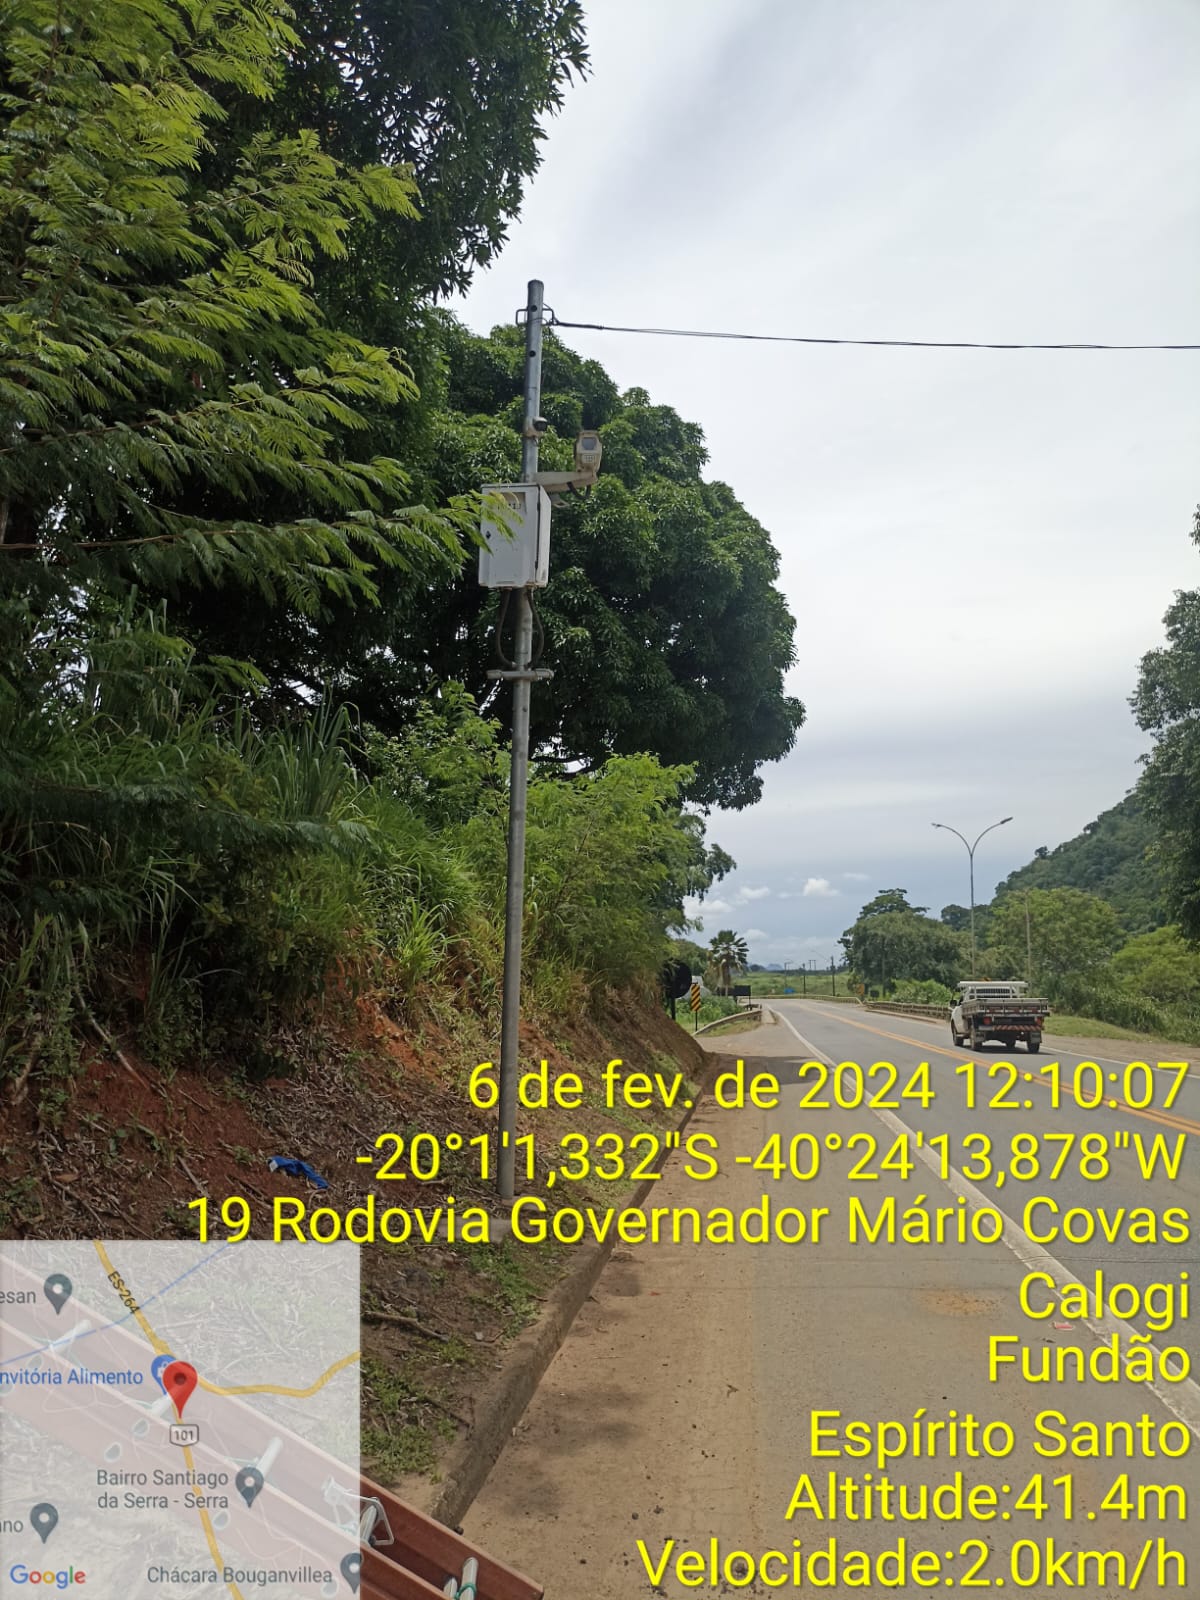 6 de fev. de 2024 12:10:07
-20°1'1,332"S -40°24'13,878"W
19 Rodovia Governador Mário Covas
Calogi
Fundão
Espírito Santo
Altitude:41.4m
Velocidade:2.0km/h
ES-264
esan
nvitória Alimento
101
Bairro Santiago
da Serra - Serra
no
Chácara Bouganvillea
Google